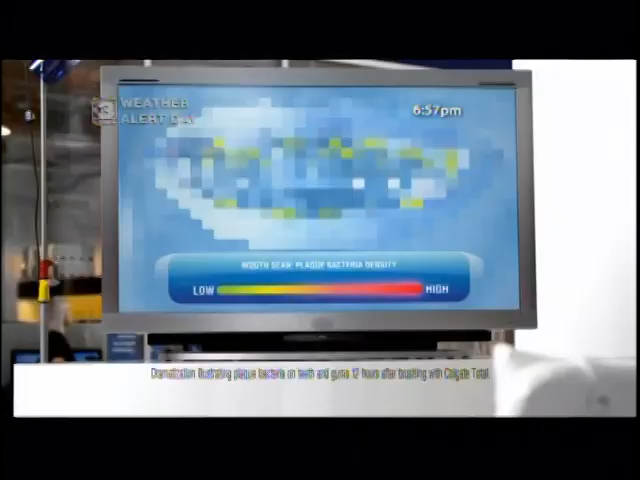 3 WEATHER
ALERT DAY
6:57pm
MOUTH SCAN: PLAQUE BACTERIA DENSITY
LOW
HIGH
Dramatization illustrating plaque bacteria on teeth and gums 12 hours after brushing with Colgate Total.